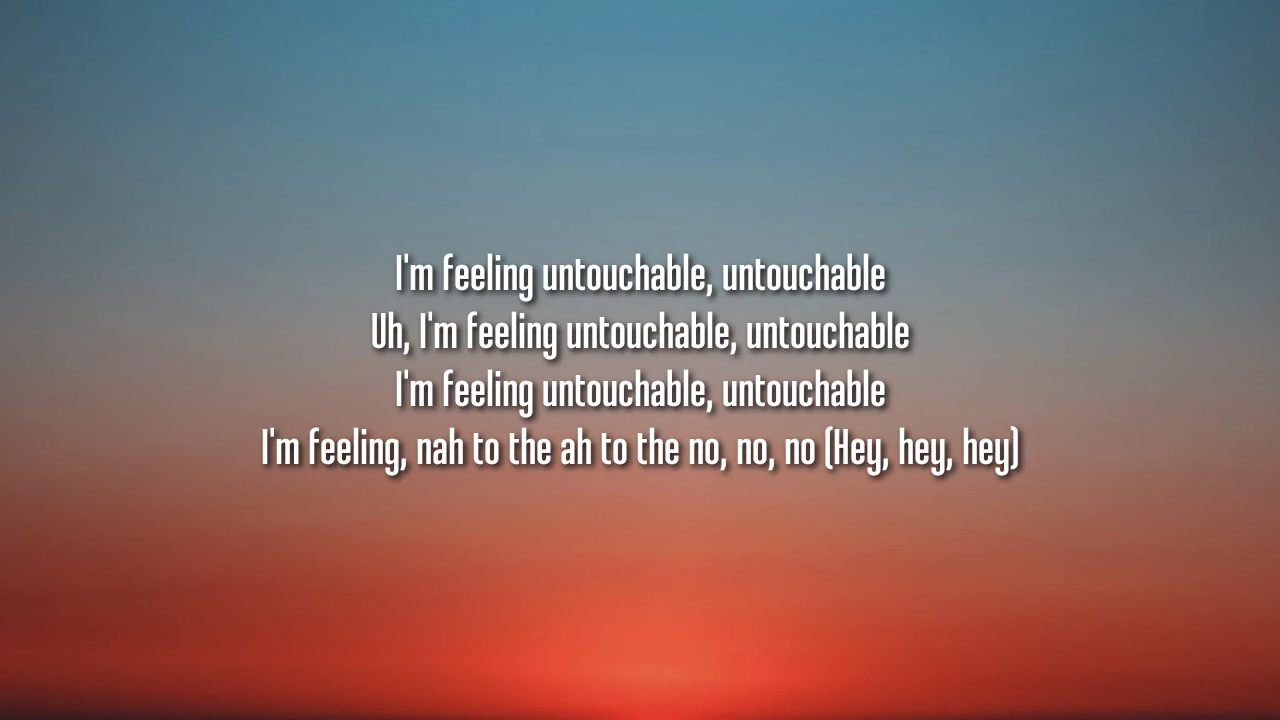 I'm feeling untouchable, untouchable
Uh, I'm feeling untouchable, untouchable
I'm feeling untouchable, untouchable
I'm feeling, nah to the ah to the no, no, no (Hey, hey, hey)